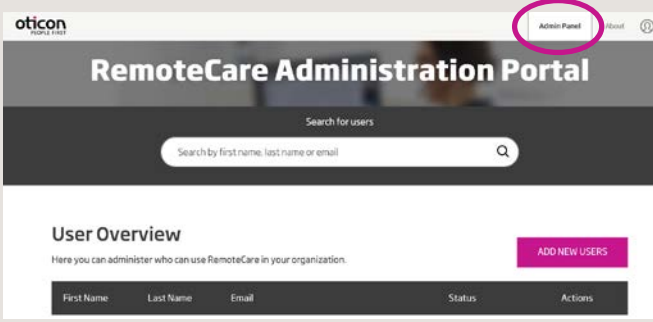 oticon
PEOPLE FIRST
Admin Panel About
RemoteCare Administration Portal
Search for users
Search by first name, last name or email
User Overview
Here you can administer who can use RemoteCare in your organization.
ADD NEW USERS
First Name Last Name Email Status Actions